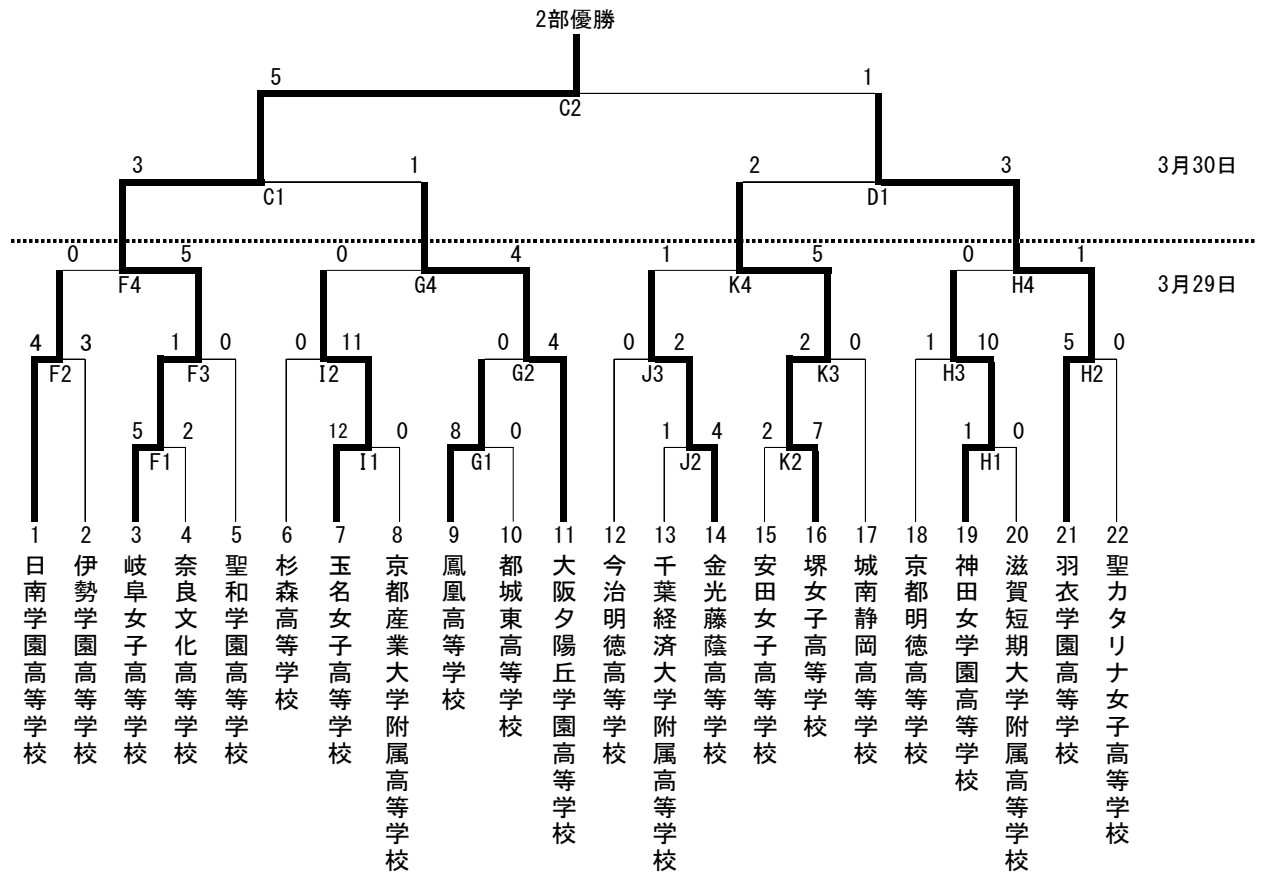 2部優勝
5 1
C2
3 1 2 3 3月30日
C1 D1
0 5 0 4 1 5 0 1
F4 G4 K4 H4 3月29日
4 3 1 0 0 11 0 4 0 2 2 0 1 10 5 0
F2 F3 I2 G2 J3 K3 H3 H2
5 2 12 0 8 0 1 4 2 7 1 0
F1 I1 G1 J2 K2 H1
1 2 3 4 5 6 7 8 9 10 11 12 13 14 15 16 17 18 19 20 21 22
日南学園高等学校
伊勢学園高等学校
岐阜女子高等学校
奈良文化高等学校
聖和学園高等学校
杉森高等学校
玉名女子高等学校
京都産業大学附属高等学校
鳳凰高等学校
都城東高等学校
大阪夕陽丘学園高等学校
今治明徳高等学校
千葉経済大学附属高等学校
金光藤蔭高等学校
安田女子高等学校
堺女子高等学校
城南静岡高等学校
京都明徳高等学校
神田女学園高等学校
滋賀短期大学附属高等学校
羽衣学園高等学校
聖カタリナ女子高等学校